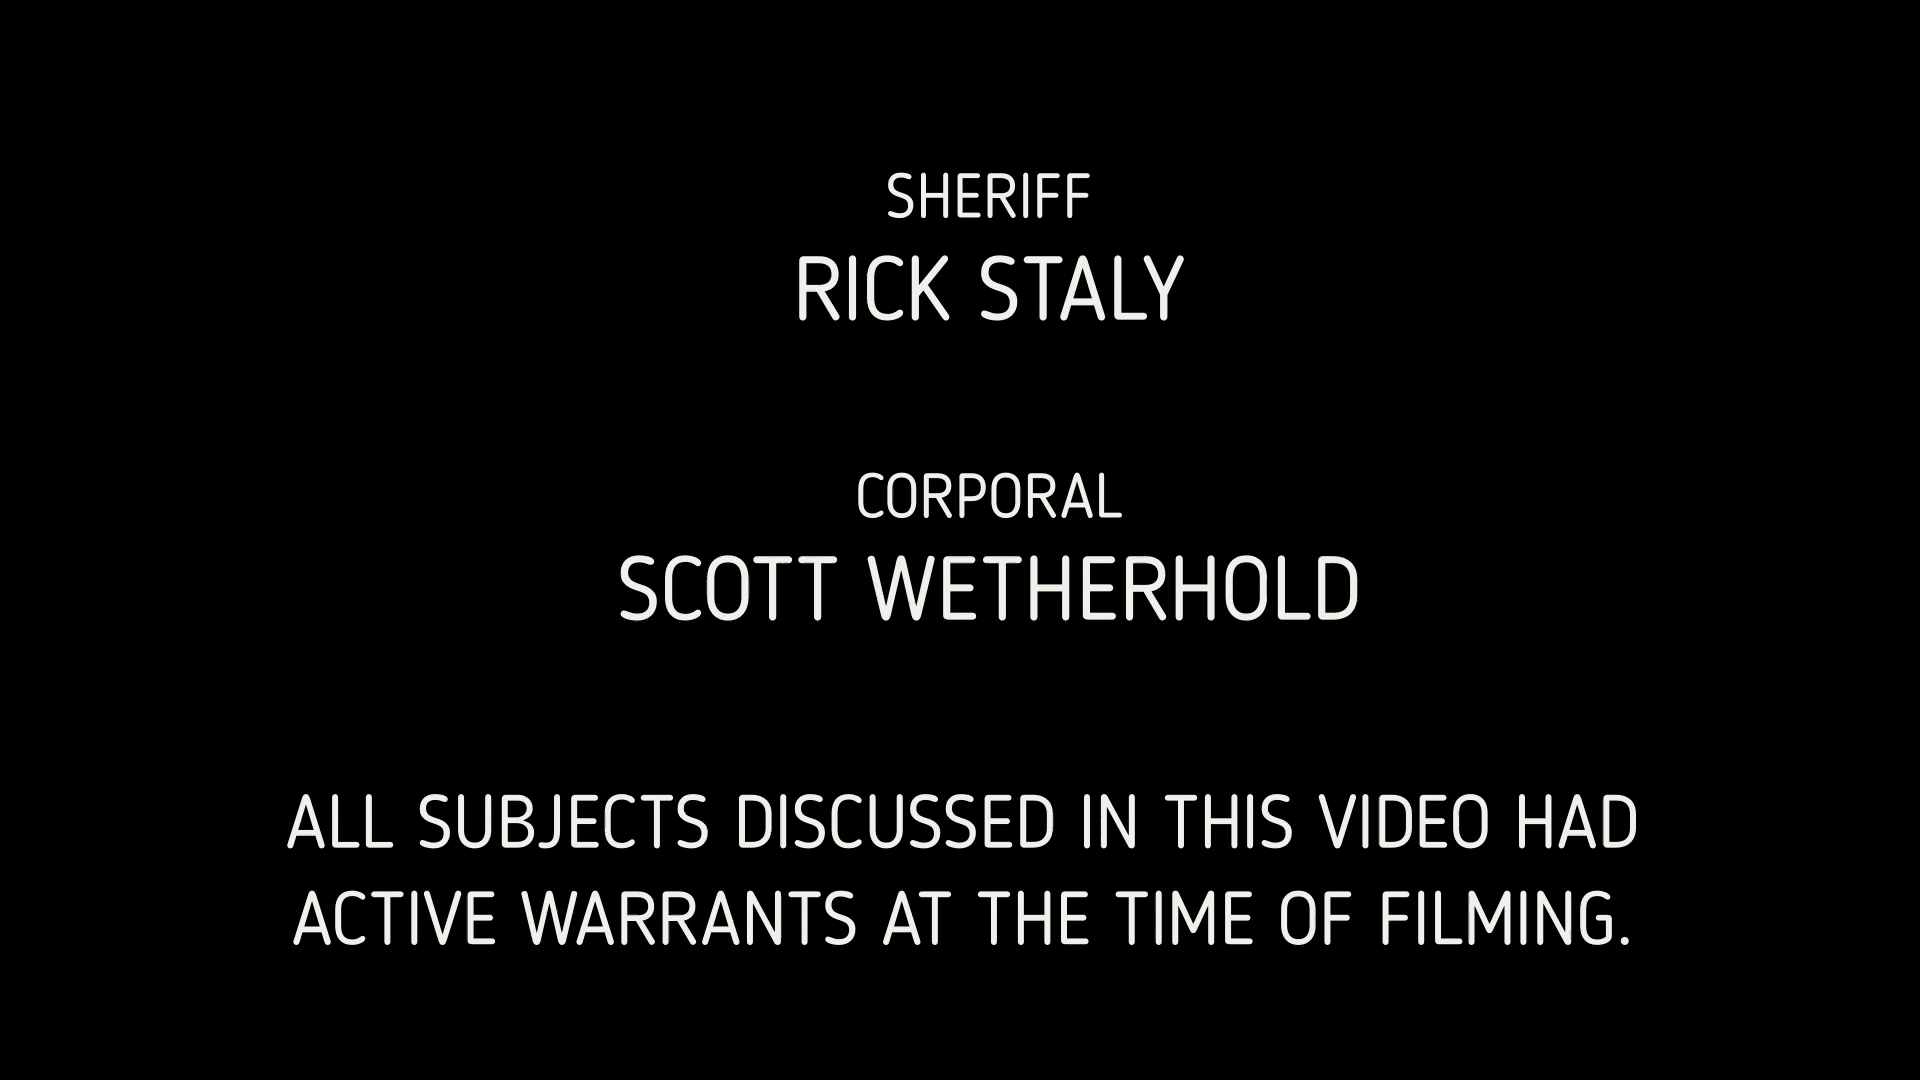 SHERIFF
RICK STALY
CORPORAL
SCOTT WETHERHOLD
ALL SUBJECTS DISCUSSED IN THIS VIDEO HAD
ACTIVE WARRANTS AT THE TIME OF FILMING.